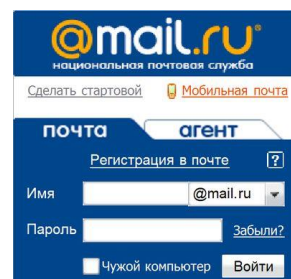 @mail.ru®
национальная почтовая служба
Сделать стартовой Мобильная почта
почта агент
Регистрация в почте ?
Имя @mail.ru
Пароль Забыли?
Чужой компьютер Войти